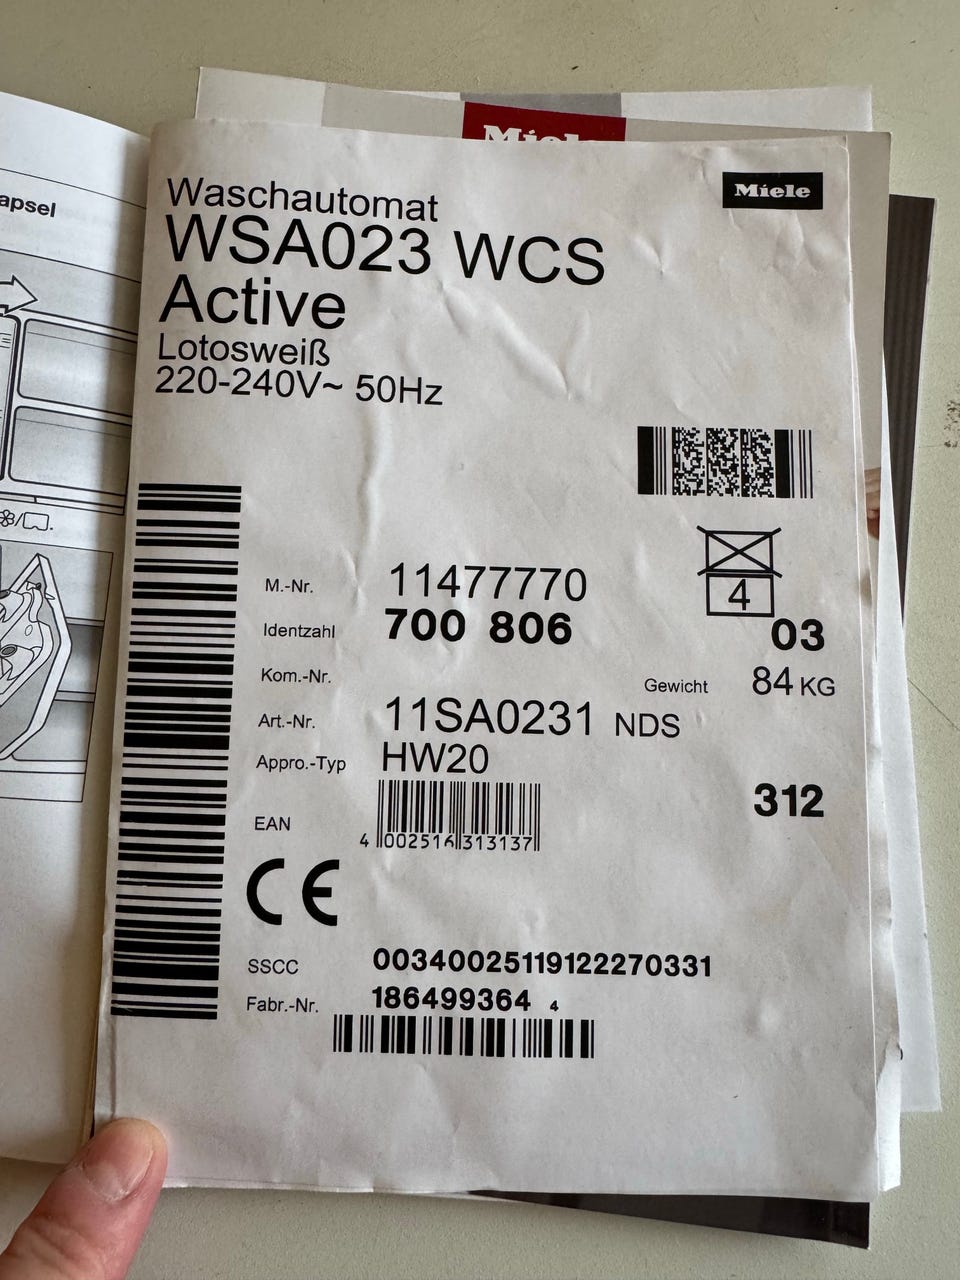 Miele
apsel
Miele
Waschautomat
WSA023 WCS
Active
Lotosweiß
220-240V~ 50Hz
4
M.-Nr. 11477770
Identzahl 700 806 03
Kom.-Nr. Gewicht 84 KG
Art.-Nr. 11SA0231 NDS
Appro.-Typ HW20
312
EAN 4 002516 313137
CE
SSCC 00340025119122270331
Fabr.-Nr. 186499364 4